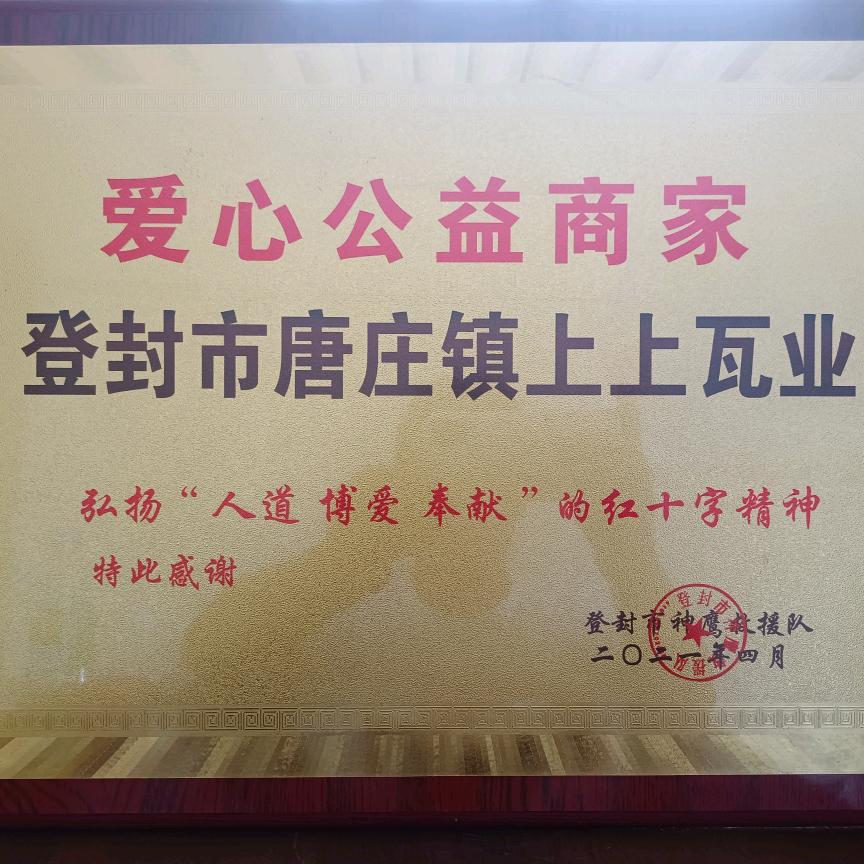 爱心公益商家
登封市唐庄镇上上瓦业
弘扬“人道 博爱 奉献”的红十字精神
特此感谢
登封市神鹰救援队
二〇二一年四月